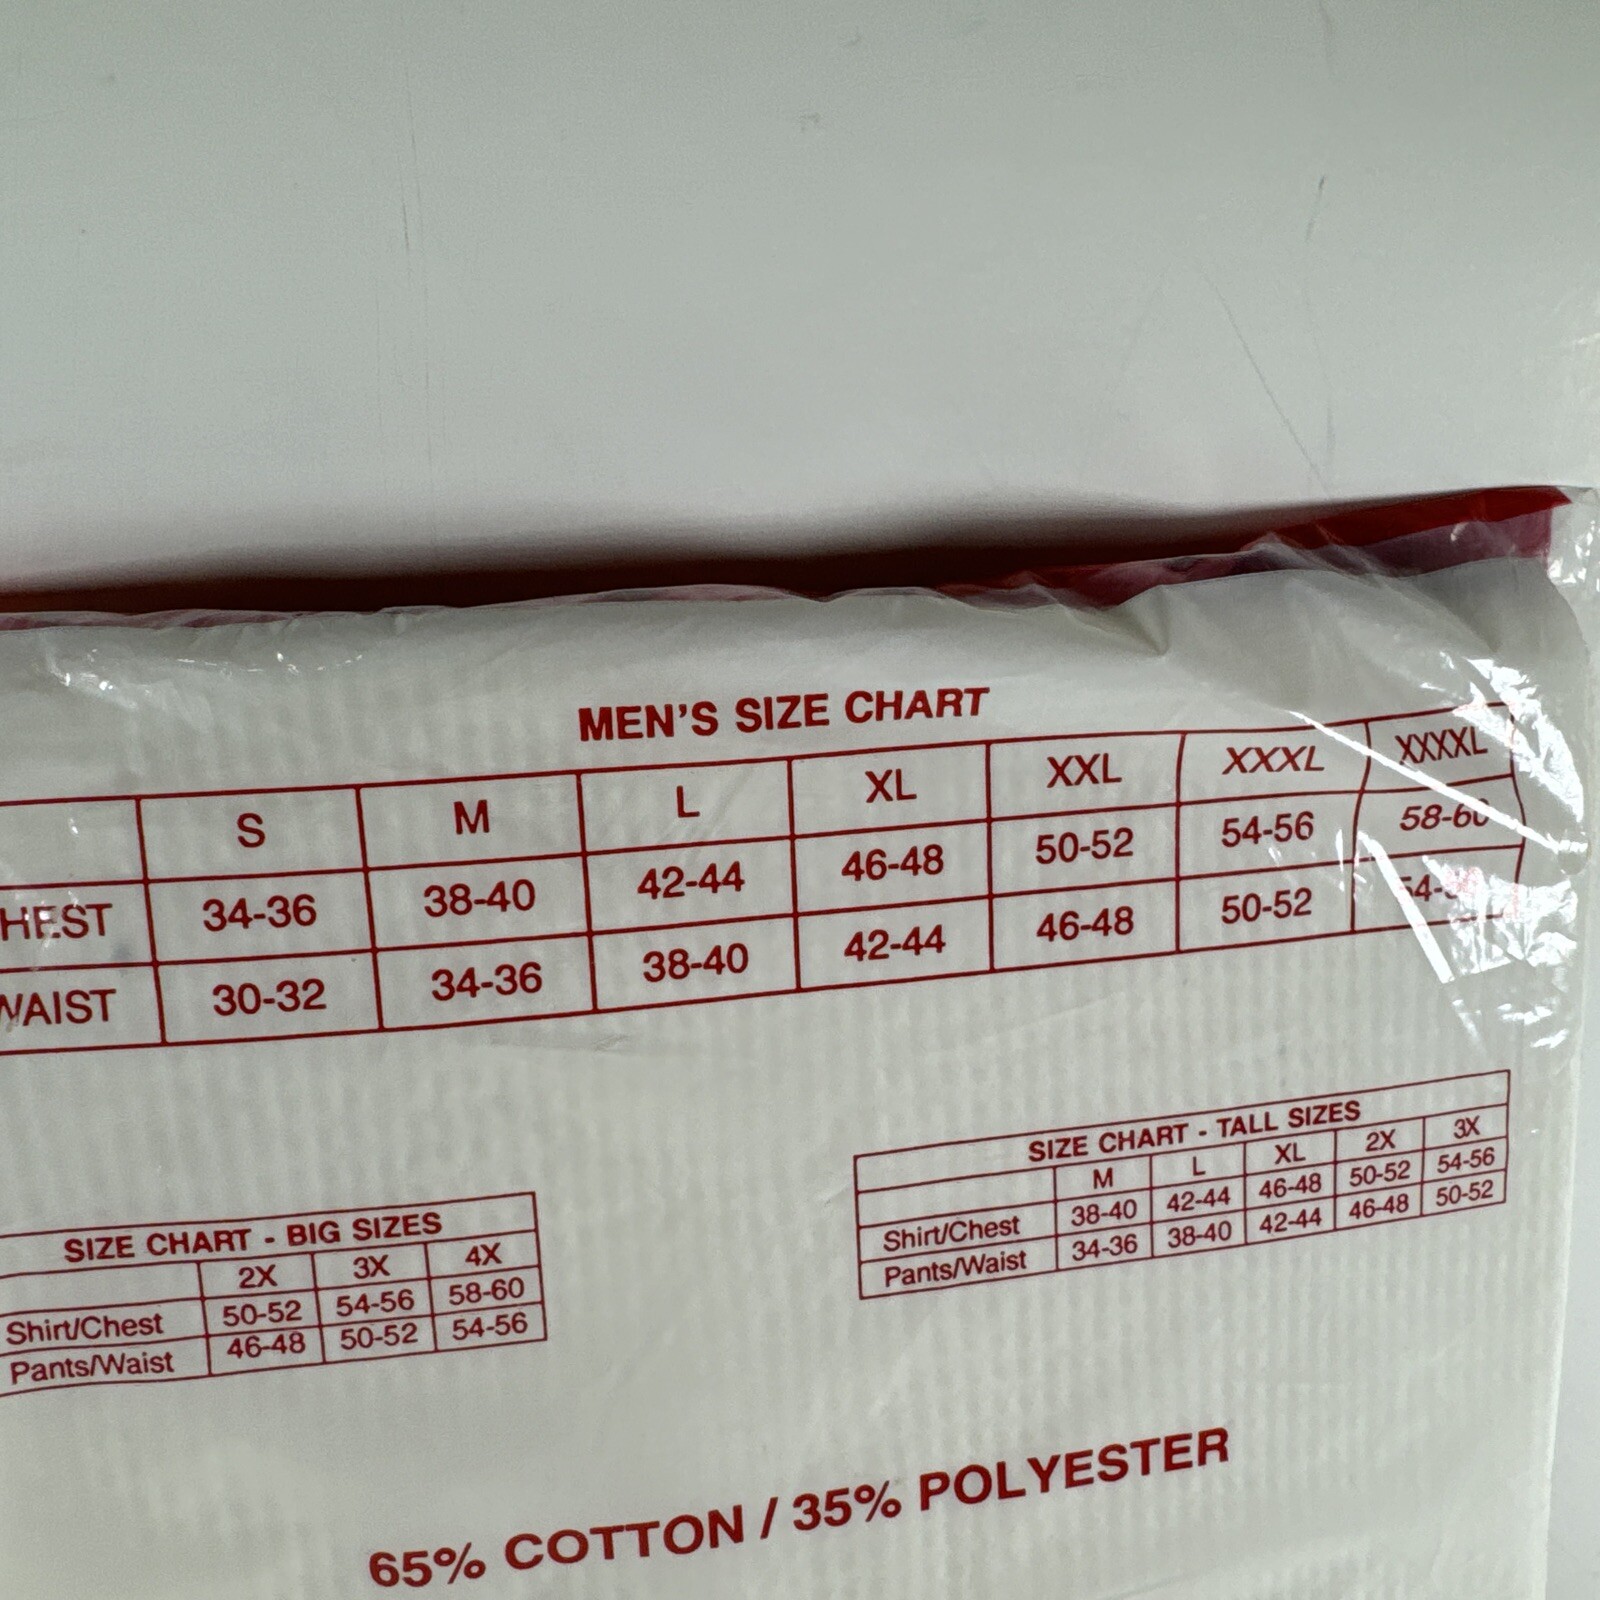 MEN'S SIZE CHART
S M L XL XXL XXXL XXXXL
HEST 34-36 38-40 42-44 46-48 50-52 54-56 58-60
WAIST 30-32 34-36 38-40 42-44 46-48 50-52
SIZE CHART - TALL SIZES
M L XL 2X 3X
Shirt/Chest 38-40 42-44 46-48 50-52 54-56
Pants/Waist 34-36 38-40 42-44 46-48 50-52
SIZE CHART - BIG SIZES
2X 3X 4X
Shirt/Chest 50-52 54-56 58-60
Pants/Waist 46-48 50-52 54-56
65% COTTON / 35% POLYESTER